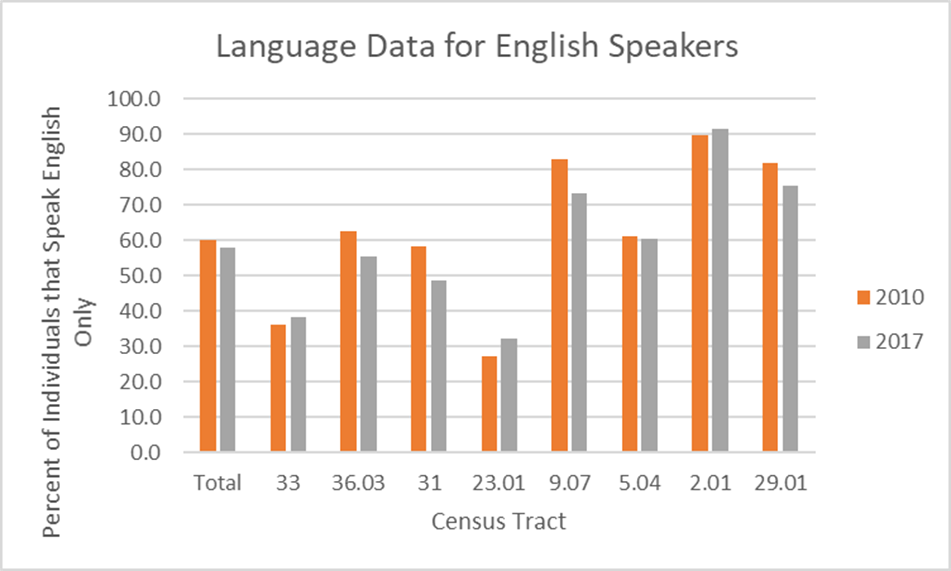 Language Data for English Speakers
Percent of Individuals that Speak English
Only
100.0
90.0
80.0
70.0
60.0
50.0
40.0
30.0
20.0
10.0
0.0
Total 33 36.03 31 23.01 9.07 5.04 2.01 29.01
Census Tract
2010
2017